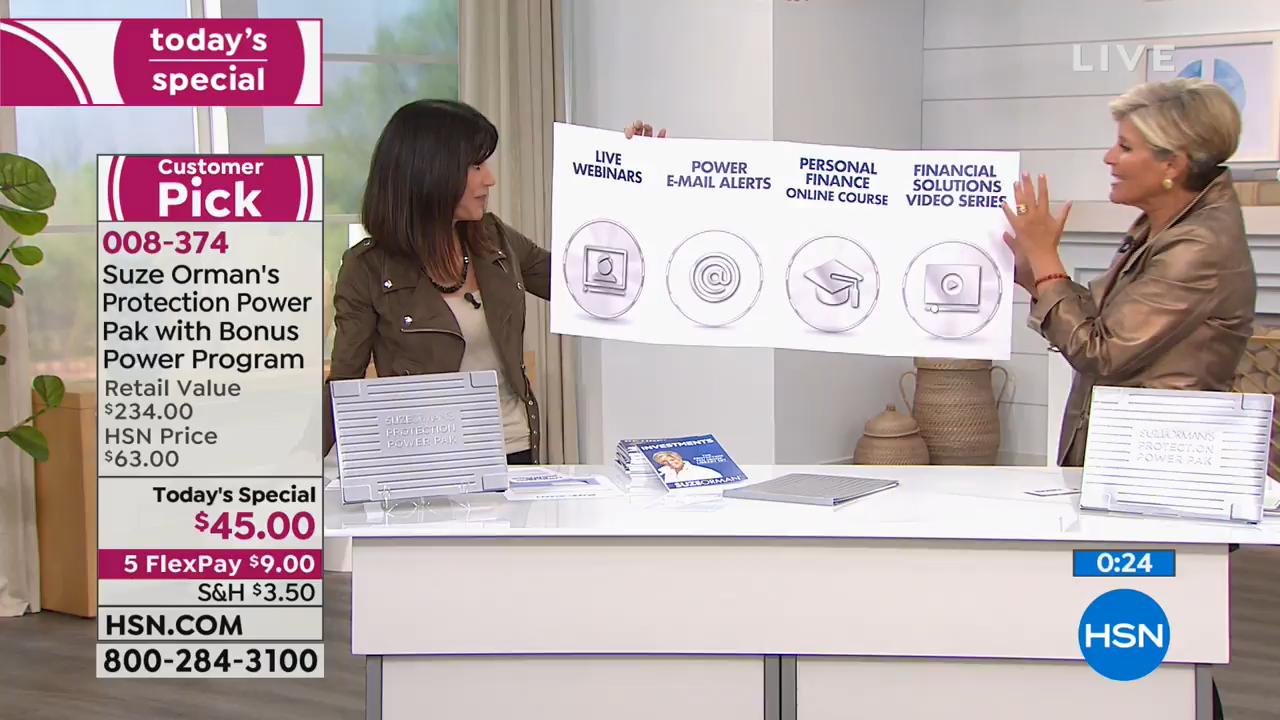 today's
special
Customer
Pick
008-374
Suze Orman's
Protection Power
Pak with Bonus
Power Program
Retail Value
$234.00
HSN Price
$63.00
Today's Special
$45.00
5 FlexPay $9.00
S&H $3.50
HSN.COM
800-284-3100
LIVE
LIVE
WEBINARS
POWER
E-MAIL ALERTS
PERSONAL
FINANCE
ONLINE COURSE
FINANCIAL
SOLUTIONS
VIDEO SERIES
@
SUZE ORMAN'S
PROTECTION
POWER PAK
INVESTMENTS
SUZEORMAN
SUZE ORMAN'S
PROTECTION
POWER PAK
0:24
HSN